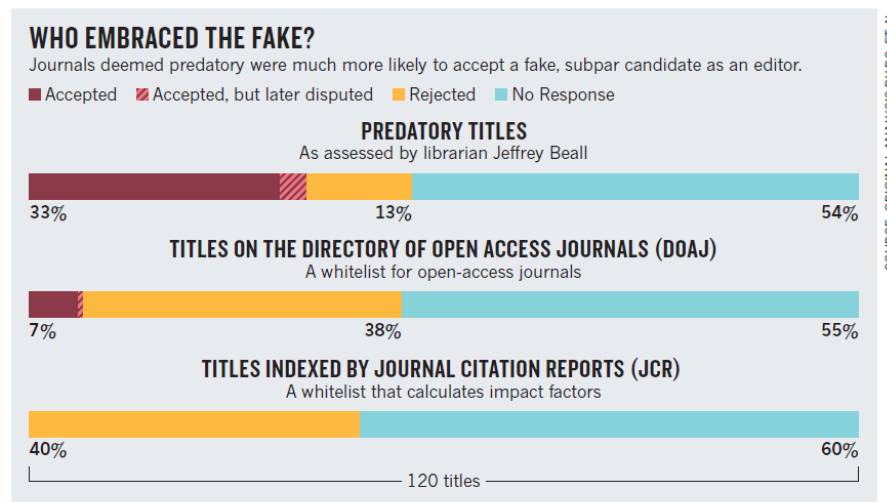 WHO EMBRACED THE FAKE?
Journals deemed predatory were much more likely to accept a fake, subpar candidate as an editor.
Accepted Accepted, but later disputed Rejected No Response
PREDATORY TITLES
As assessed by librarian Jeffrey Beall
33% 13% 54%
TITLES ON THE DIRECTORY OF OPEN ACCESS JOURNALS (DOAJ)
A whitelist for open-access journals
7% 38% 55%
TITLES INDEXED BY JOURNAL CITATION REPORTS (JCR)
A whitelist that calculates impact factors
40% 60%
120 titles